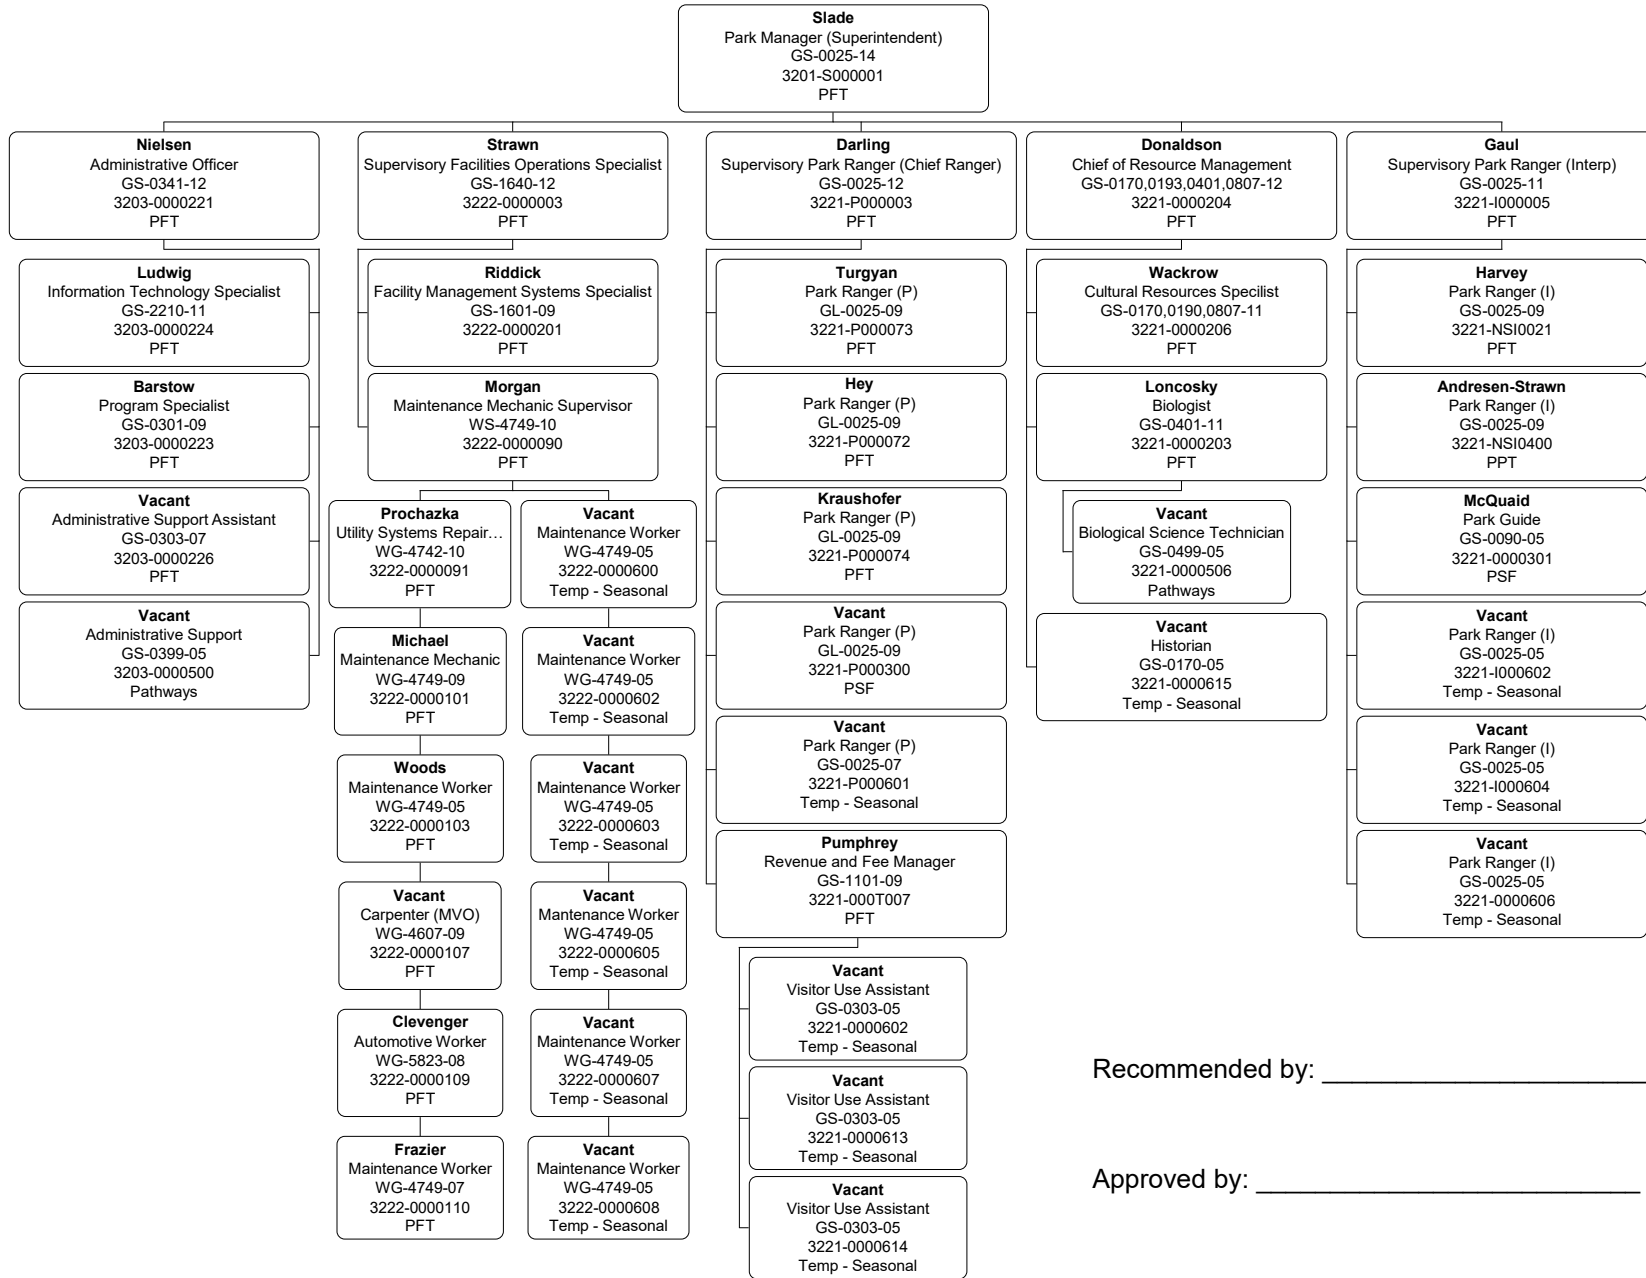 Slade
Park Manager (Superintendent)
GS-0025-14
3201-S000001
PFT
Nielsen
Administrative Officer
GS-0341-12
3203-0000221
PFT
Ludwig
Information Technology Specialist
GS-2210-11
3203-0000224
PFT
Barstow
Program Specialist
GS-0301-09
3203-0000223
PFT
Vacant
Administrative Support Assistant
GS-0303-07
3203-0000226
PFT
Vacant
Administrative Support
GS-0399-05
3203-0000500
Pathways
Strawn
Supervisory Facilities Operations Specialist
GS-1640-12
3222-0000003
PFT
Riddick
Facility Management Systems Specialist
GS-1601-09
3222-0000201
PFT
Morgan
Maintenance Mechanic Supervisor
WS-4749-10
3222-0000090
PFT
Prochazka
Utility Systems Repair…
WG-4742-10
3222-0000091
PFT
Michael
Maintenance Mechanic
WG-4749-09
3222-0000101
PFT
Woods
Maintenance Worker
WG-4749-05
3222-0000103
PFT
Vacant
Carpenter (MVO)
WG-4607-09
3222-0000107
PFT
Clevenger
Automotive Worker
WG-5823-08
3222-0000109
PFT
Frazier
Maintenance Worker
WG-4749-07
3222-0000110
PFT
Vacant
Maintenance Worker
WG-4749-05
3222-0000600
Temp - Seasonal
Vacant
Maintenance Worker
WG-4749-05
3222-0000602
Temp - Seasonal
Vacant
Maintenance Worker
WG-4749-05
3222-0000603
Temp - Seasonal
Vacant
Mantenance Worker
WG-4749-05
3222-0000605
Temp - Seasonal
Vacant
Maintenance Worker
WG-4749-05
3222-0000607
Temp - Seasonal
Vacant
Maintenance Worker
WG-4749-05
3222-0000608
Temp - Seasonal
Darling
Supervisory Park Ranger (Chief Ranger)
GS-0025-12
3221-P000003
PFT
Turgyan
Park Ranger (P)
GL-0025-09
3221-P000073
PFT
Hey
Park Ranger (P)
GL-0025-09
3221-P000072
PFT
Kraushofer
Park Ranger (P)
GL-0025-09
3221-P000074
PFT
Vacant
Park Ranger (P)
GL-0025-09
3221-P000300
PSF
Vacant
Park Ranger (P)
GS-0025-07
3221-P000601
Temp - Seasonal
Pumphrey
Revenue and Fee Manager
GS-1101-09
3221-000T007
PFT
Vacant
Visitor Use Assistant
GS-0303-05
3221-0000602
Temp - Seasonal
Vacant
Visitor Use Assistant
GS-0303-05
3221-0000613
Temp - Seasonal
Vacant
Visitor Use Assistant
GS-0303-05
3221-0000614
Temp - Seasonal
Donaldson
Chief of Resource Management
GS-0170,0193,0401,0807-12
3221-0000204
PFT
Wackrow
Cultural Resources Specilist
GS-0170,0190,0807-11
3221-0000206
PFT
Loncosky
Biologist
GS-0401-11
3221-0000203
PFT
Vacant
Biological Science Technician
GS-0499-05
3221-0000506
Pathways
Vacant
Historian
GS-0170-05
3221-0000615
Temp - Seasonal
Gaul
Supervisory Park Ranger (Interp)
GS-0025-11
3221-I000005
PFT
Harvey
Park Ranger (I)
GS-0025-09
3221-NSI0021
PFT
Andresen-Strawn
Park Ranger (I)
GS-0025-09
3221-NSI0400
PPT
McQuaid
Park Guide
GS-0090-05
3221-0000301
PSF
Vacant
Park Ranger (I)
GS-0025-05
3221-I000602
Temp - Seasonal
Vacant
Park Ranger (I)
GS-0025-05
3221-I000604
Temp - Seasonal
Vacant
Park Ranger (I)
GS-0025-05
3221-0000606
Temp - Seasonal
Recommended by: ______________________
Approved by: __________________________